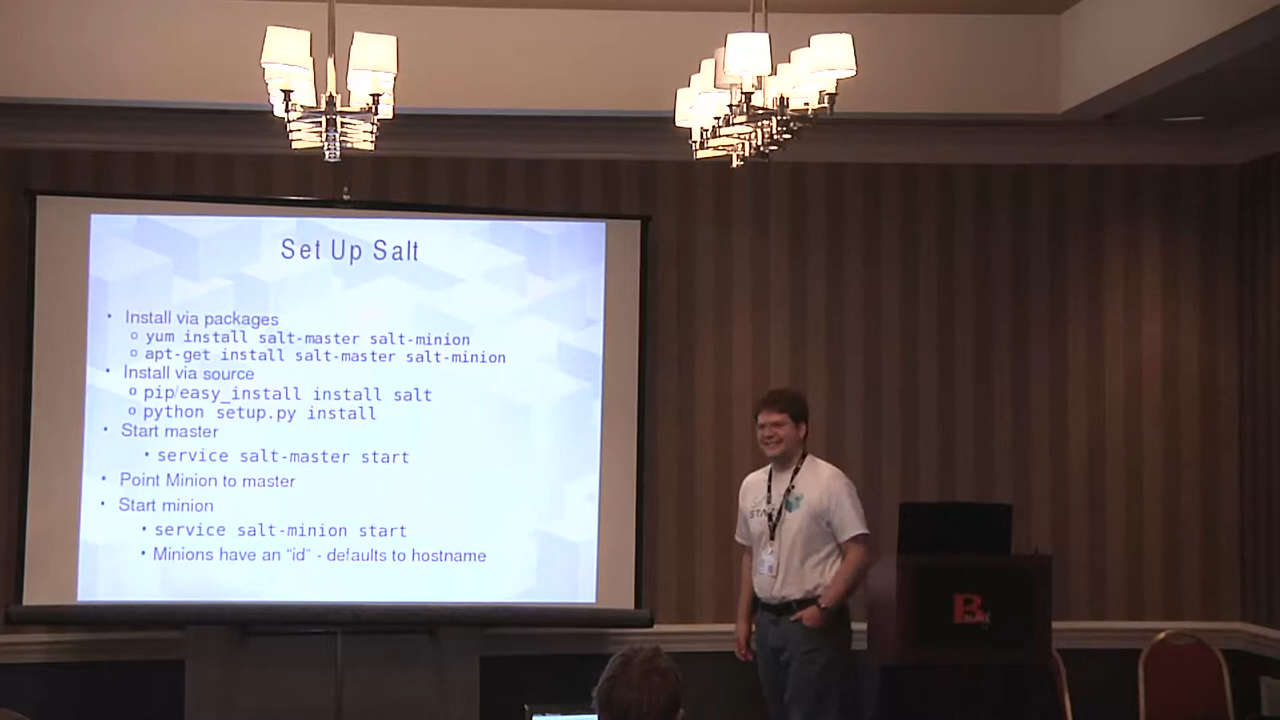 Set Up Salt
• Install via packages
o yum install salt-master salt-minion
o apt-get install salt-master salt-minion
• Install via source
o pip/easy_install install salt
o python setup.py install
• Start master
• service salt-master start
• Point Minion to master
• Start minion
• service salt-minion start
• Minions have an "id" - defaults to hostname